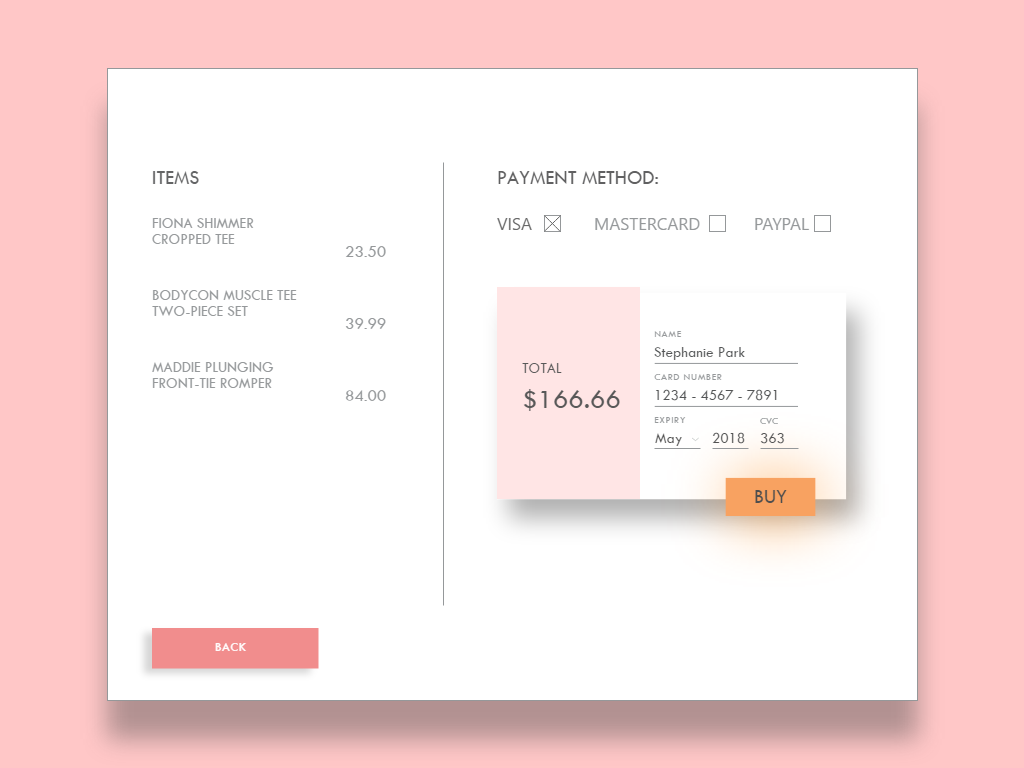 ITEMS
FIONA SHIMMER
CROPPED TEE
23.50
BODYCON MUSCLE TEE
TWO-PIECE SET
39.99
MADDIE PLUNGING
FRONT-TIE ROMPER
84.00
BACK
PAYMENT METHOD:
VISA MASTERCARD PAYPAL
TOTAL
$166.66
NAME
Stephanie Park
CARD NUMBER
1234 - 4567 - 7891
EXPIRY CVC
May 2018 363
BUY